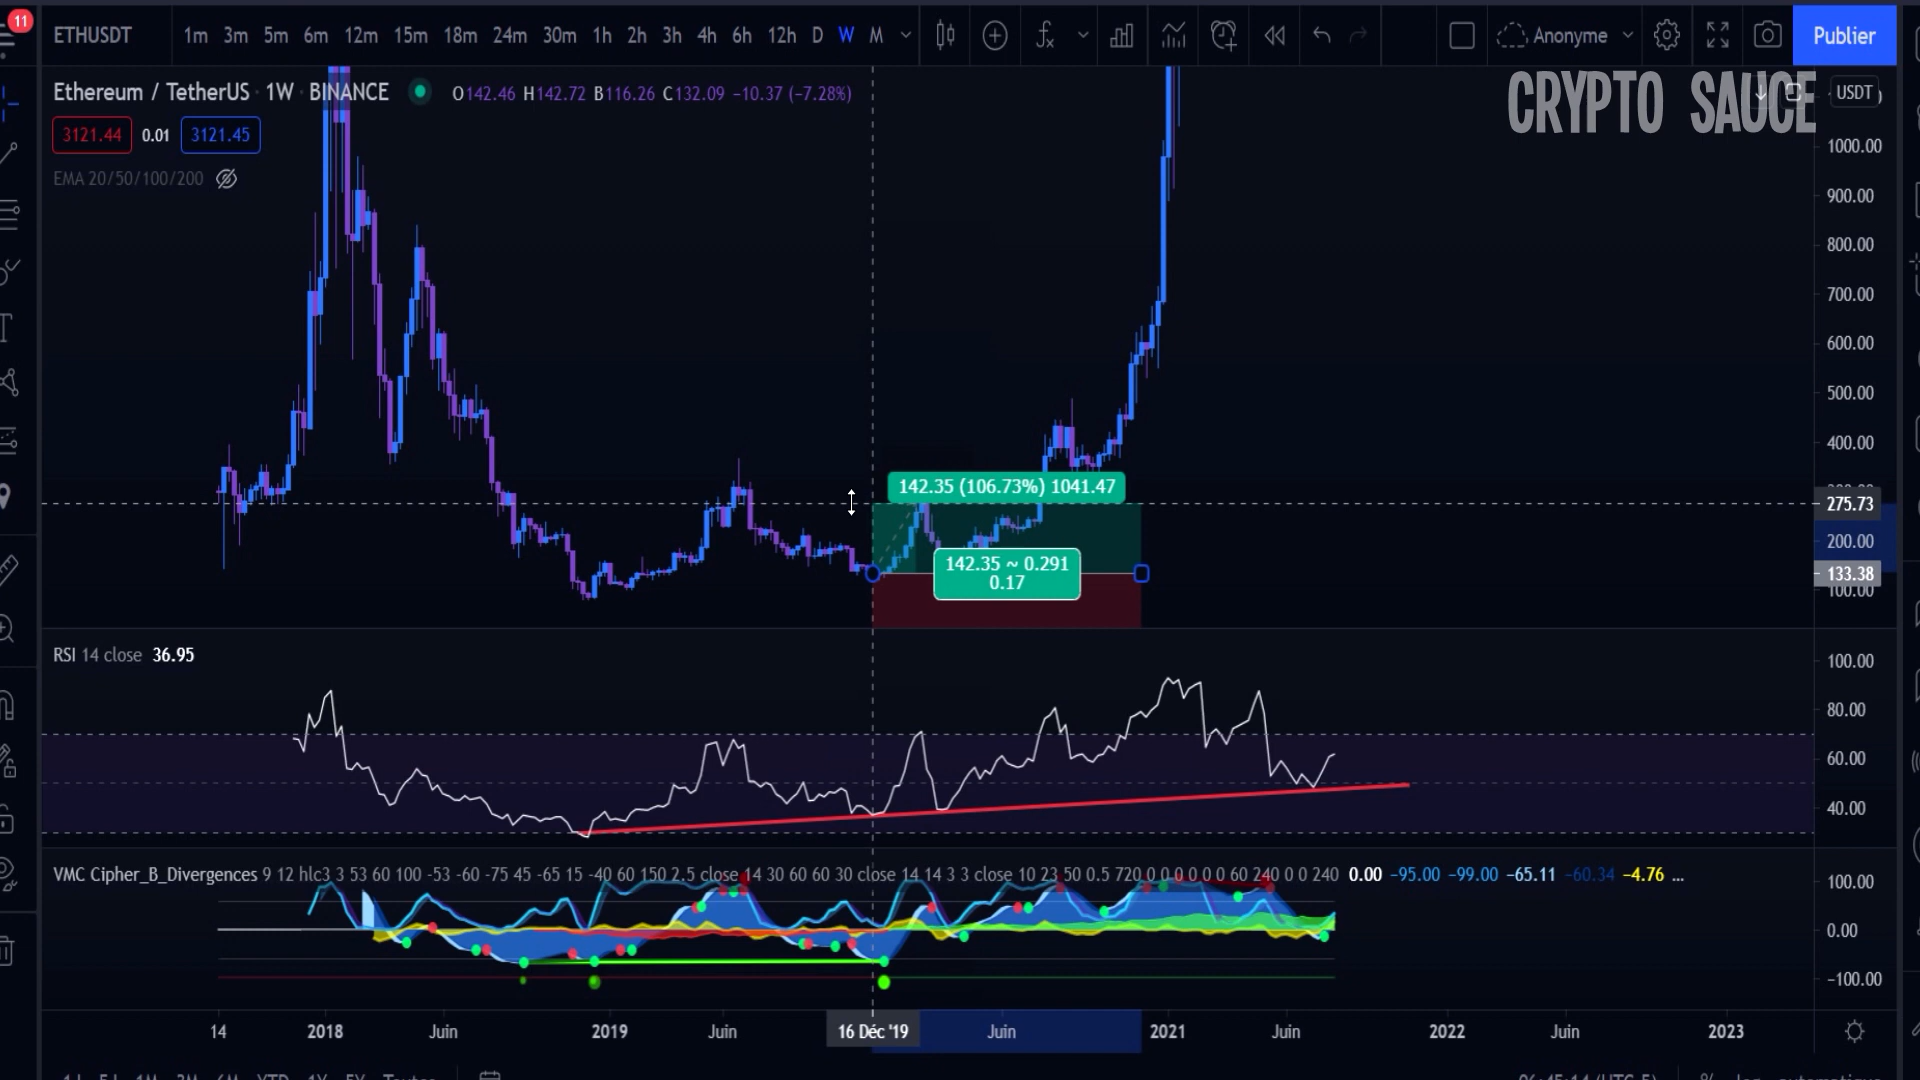 11
ETHUSDT 1m 3m 5m 6m 12m 15m 18m 24m 30m 1h 2h 3h 4h 6h 12h D W M Anonyme Publier
Ethereum / TetherUS · 1W · BINANCE O142.46 H142.72 B116.26 C132.09 −10.37 (−7.28%)
CRYPTO SAUCE
USDT
3121.44 0.01 3121.45
EMA 20/50/100/200
1000.00
900.00
800.00
700.00
600.00
500.00
400.00
275.73
200.00
133.38
100.00
142.35 (106.73%) 1041.47
142.35 ~ 0.291
0.17
RSI 14 close 36.95
100.00
80.00
60.00
40.00
VMC Cipher_B_Divergences 9 12 hlc3 3 53 60 100 -53 -60 -75 45 -65 15 -40 60 150 2.5 close 14 30 60 60 30 close 14 14 3 3 close 10 23 50 0.5 720 0 0 0 0 0 60 240 0 0 240 0.00 −95.00 −99.00 −65.11 −60.34 −4.76 ...
100.00
0.00
−100.00
14 2018 Juin 2019 Juin 16 Déc '19 Juin 2021 Juin 2022 Juin 2023